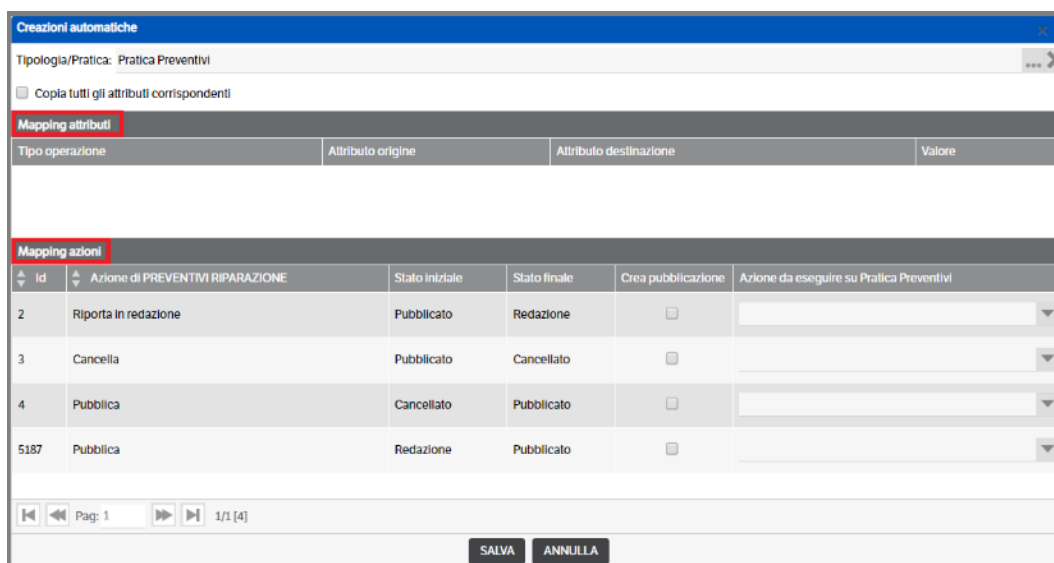 Creazioni automatiche
Tipologia/Pratica: Pratica Preventivi ...
Copia tutti gli attributi corrispondenti
Mapping attributi
Tipo operazione Attributo origine Attributo destinazione Valore
Mapping azioni
Id Azione di PREVENTIVI RIPARAZIONE Stato iniziale Stato finale Crea pubblicazione Azione da eseguire su Pratica Preventivi
2 Riporta in redazione Pubblicato Redazione
3 Cancella Pubblicato Cancellato
4 Pubblica Cancellato Pubblicato
5187 Pubblica Redazione Pubblicato
Pag: 1 1/1 [4]
SALVA ANNULLA